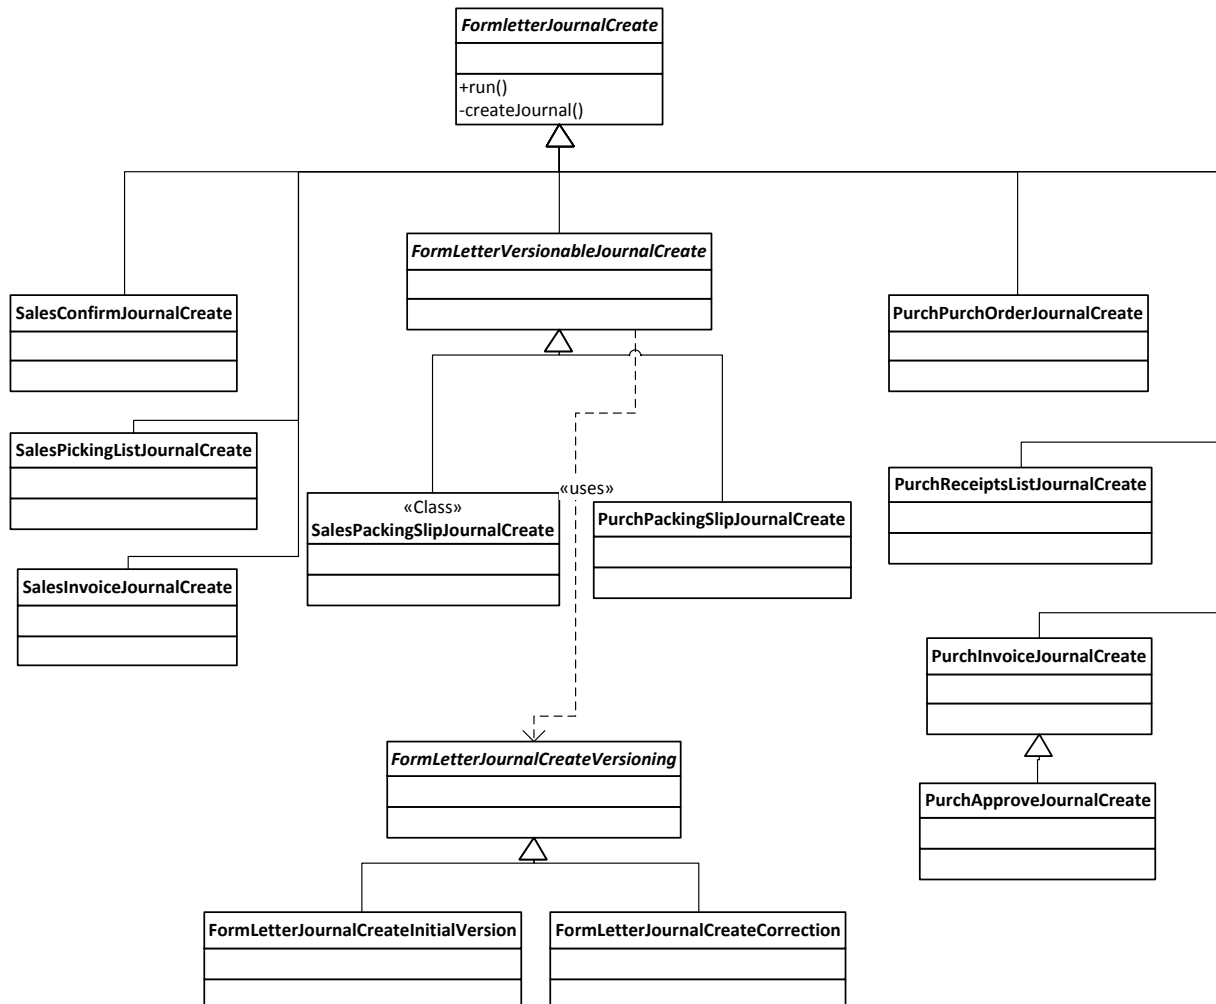 FormletterJournalCreate
+run()
-createJournal()
FormLetterVersionableJournalCreate
SalesConfirmJournalCreate
PurchPurchOrderJournalCreate
SalesPickingListJournalCreate
PurchReceiptsListJournalCreate
«uses»
«Class»
SalesPackingSlipJournalCreate
PurchPackingSlipJournalCreate
SalesInvoiceJournalCreate
PurchInvoiceJournalCreate
FormLetterJournalCreateVersioning
PurchApproveJournalCreate
FormLetterJournalCreateInitialVersion
FormLetterJournalCreateCorrection